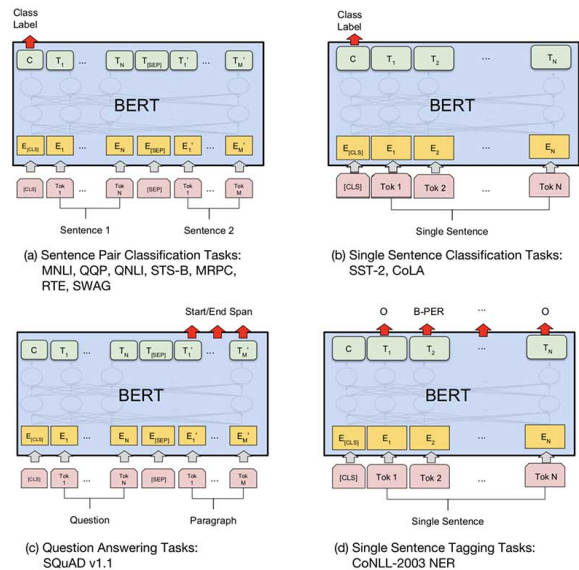 Class
Label
C T1 ... TN T[SEP] T1' ... TM'
BERT
E[CLS] E1 ... EN E[SEP] E1' ... EM'
[CLS] Tok 1 ... Tok N [SEP] Tok 1 ... Tok M
Sentence 1 Sentence 2
(a) Sentence Pair Classification Tasks:
MNLI, QQP, QNLI, STS-B, MRPC,
RTE, SWAG
Class
Label
C T1 T2 ... TN
BERT
E[CLS] E1 E2 ... EN
[CLS] Tok 1 Tok 2 ... Tok N
Single Sentence
(b) Single Sentence Classification Tasks:
SST-2, CoLA
Start/End Span
C T1 ... TN T[SEP] T1' ... TM'
BERT
E[CLS] E1 ... EN E[SEP] E1' ... EM'
[CLS] Tok 1 ... Tok N [SEP] Tok 1 ... Tok M
Question Paragraph
(c) Question Answering Tasks:
SQuAD v1.1
O B-PER ... O
C T1 T2 ... TN
BERT
E[CLS] E1 E2 ... EN
[CLS] Tok 1 Tok 2 ... Tok N
Single Sentence
(d) Single Sentence Tagging Tasks:
CoNLL-2003 NER